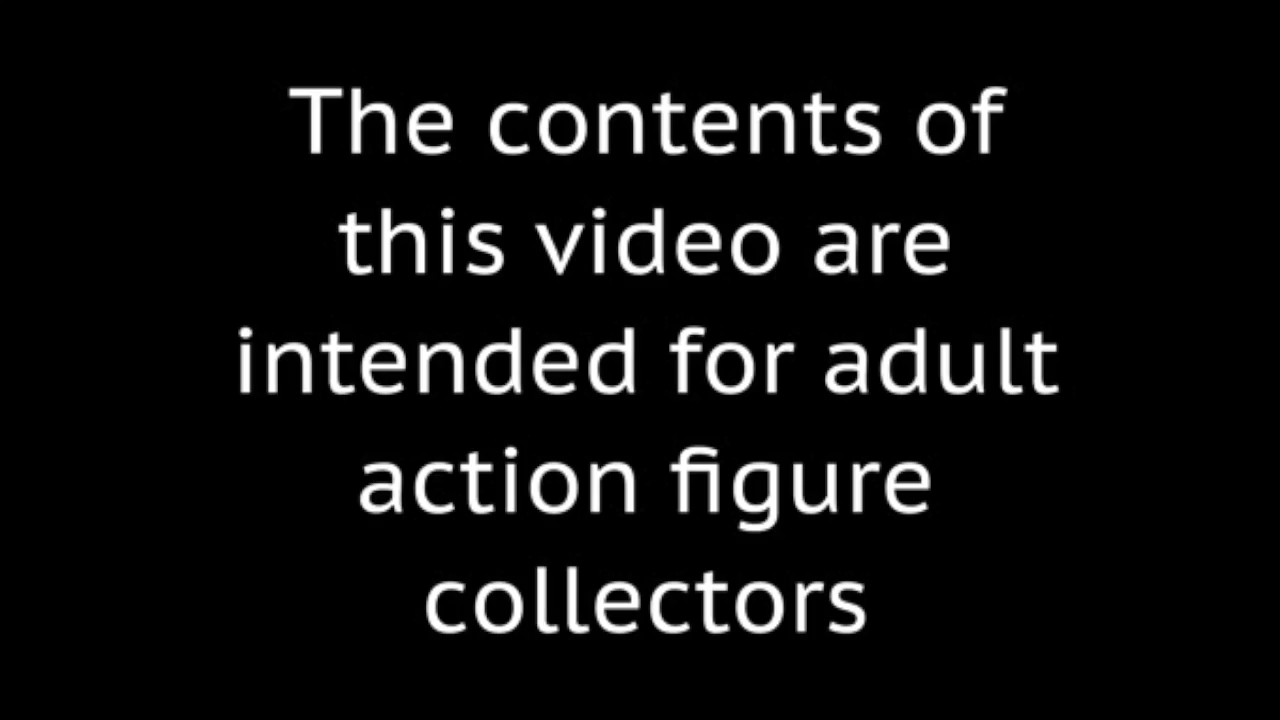 The contents of
this video are
intended for adult
action figure
collectors